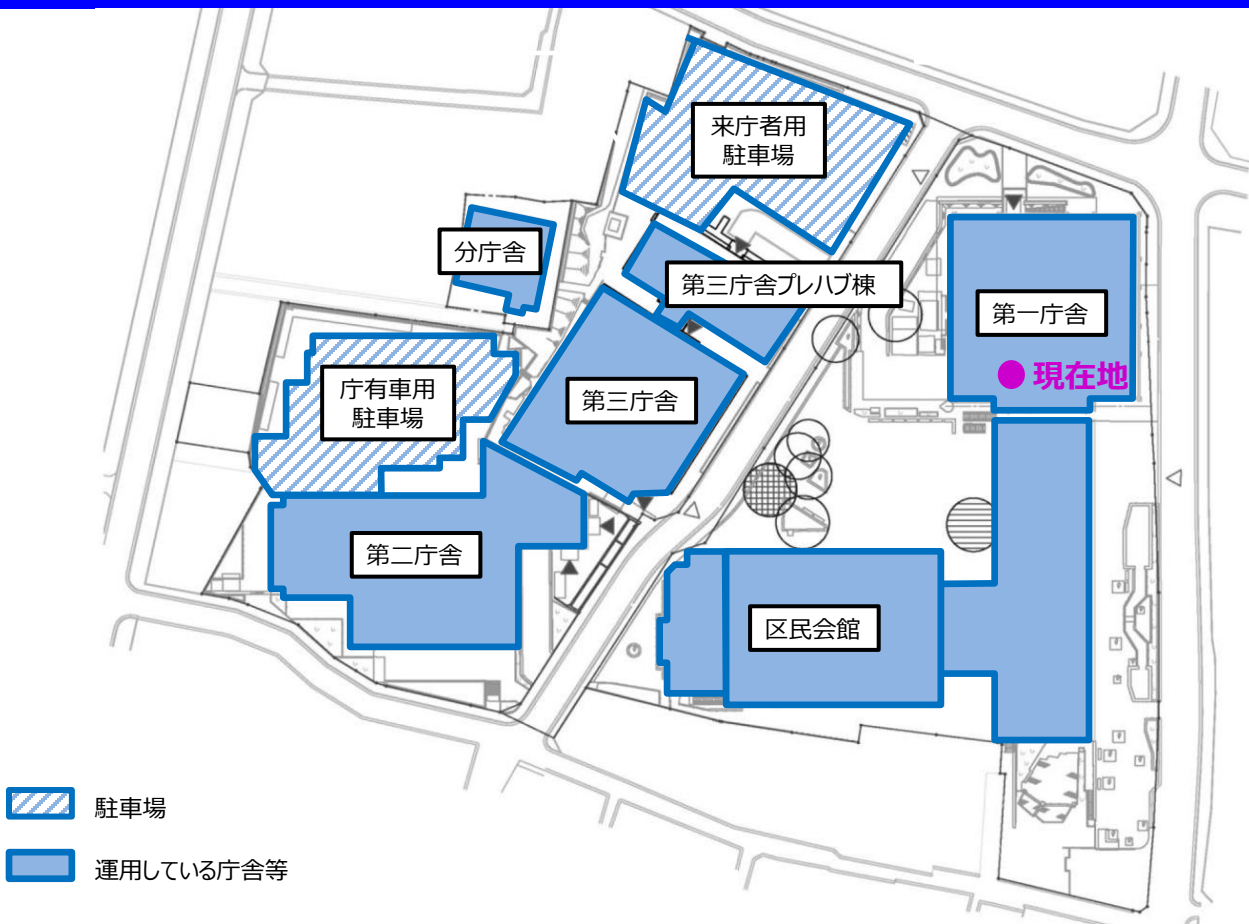 来庁者用
駐車場
分庁舎
第三庁舎プレハブ棟
第一庁舎
現在地
庁有車用
駐車場
第三庁舎
第二庁舎
区民会館
駐車場
運用している庁舎等